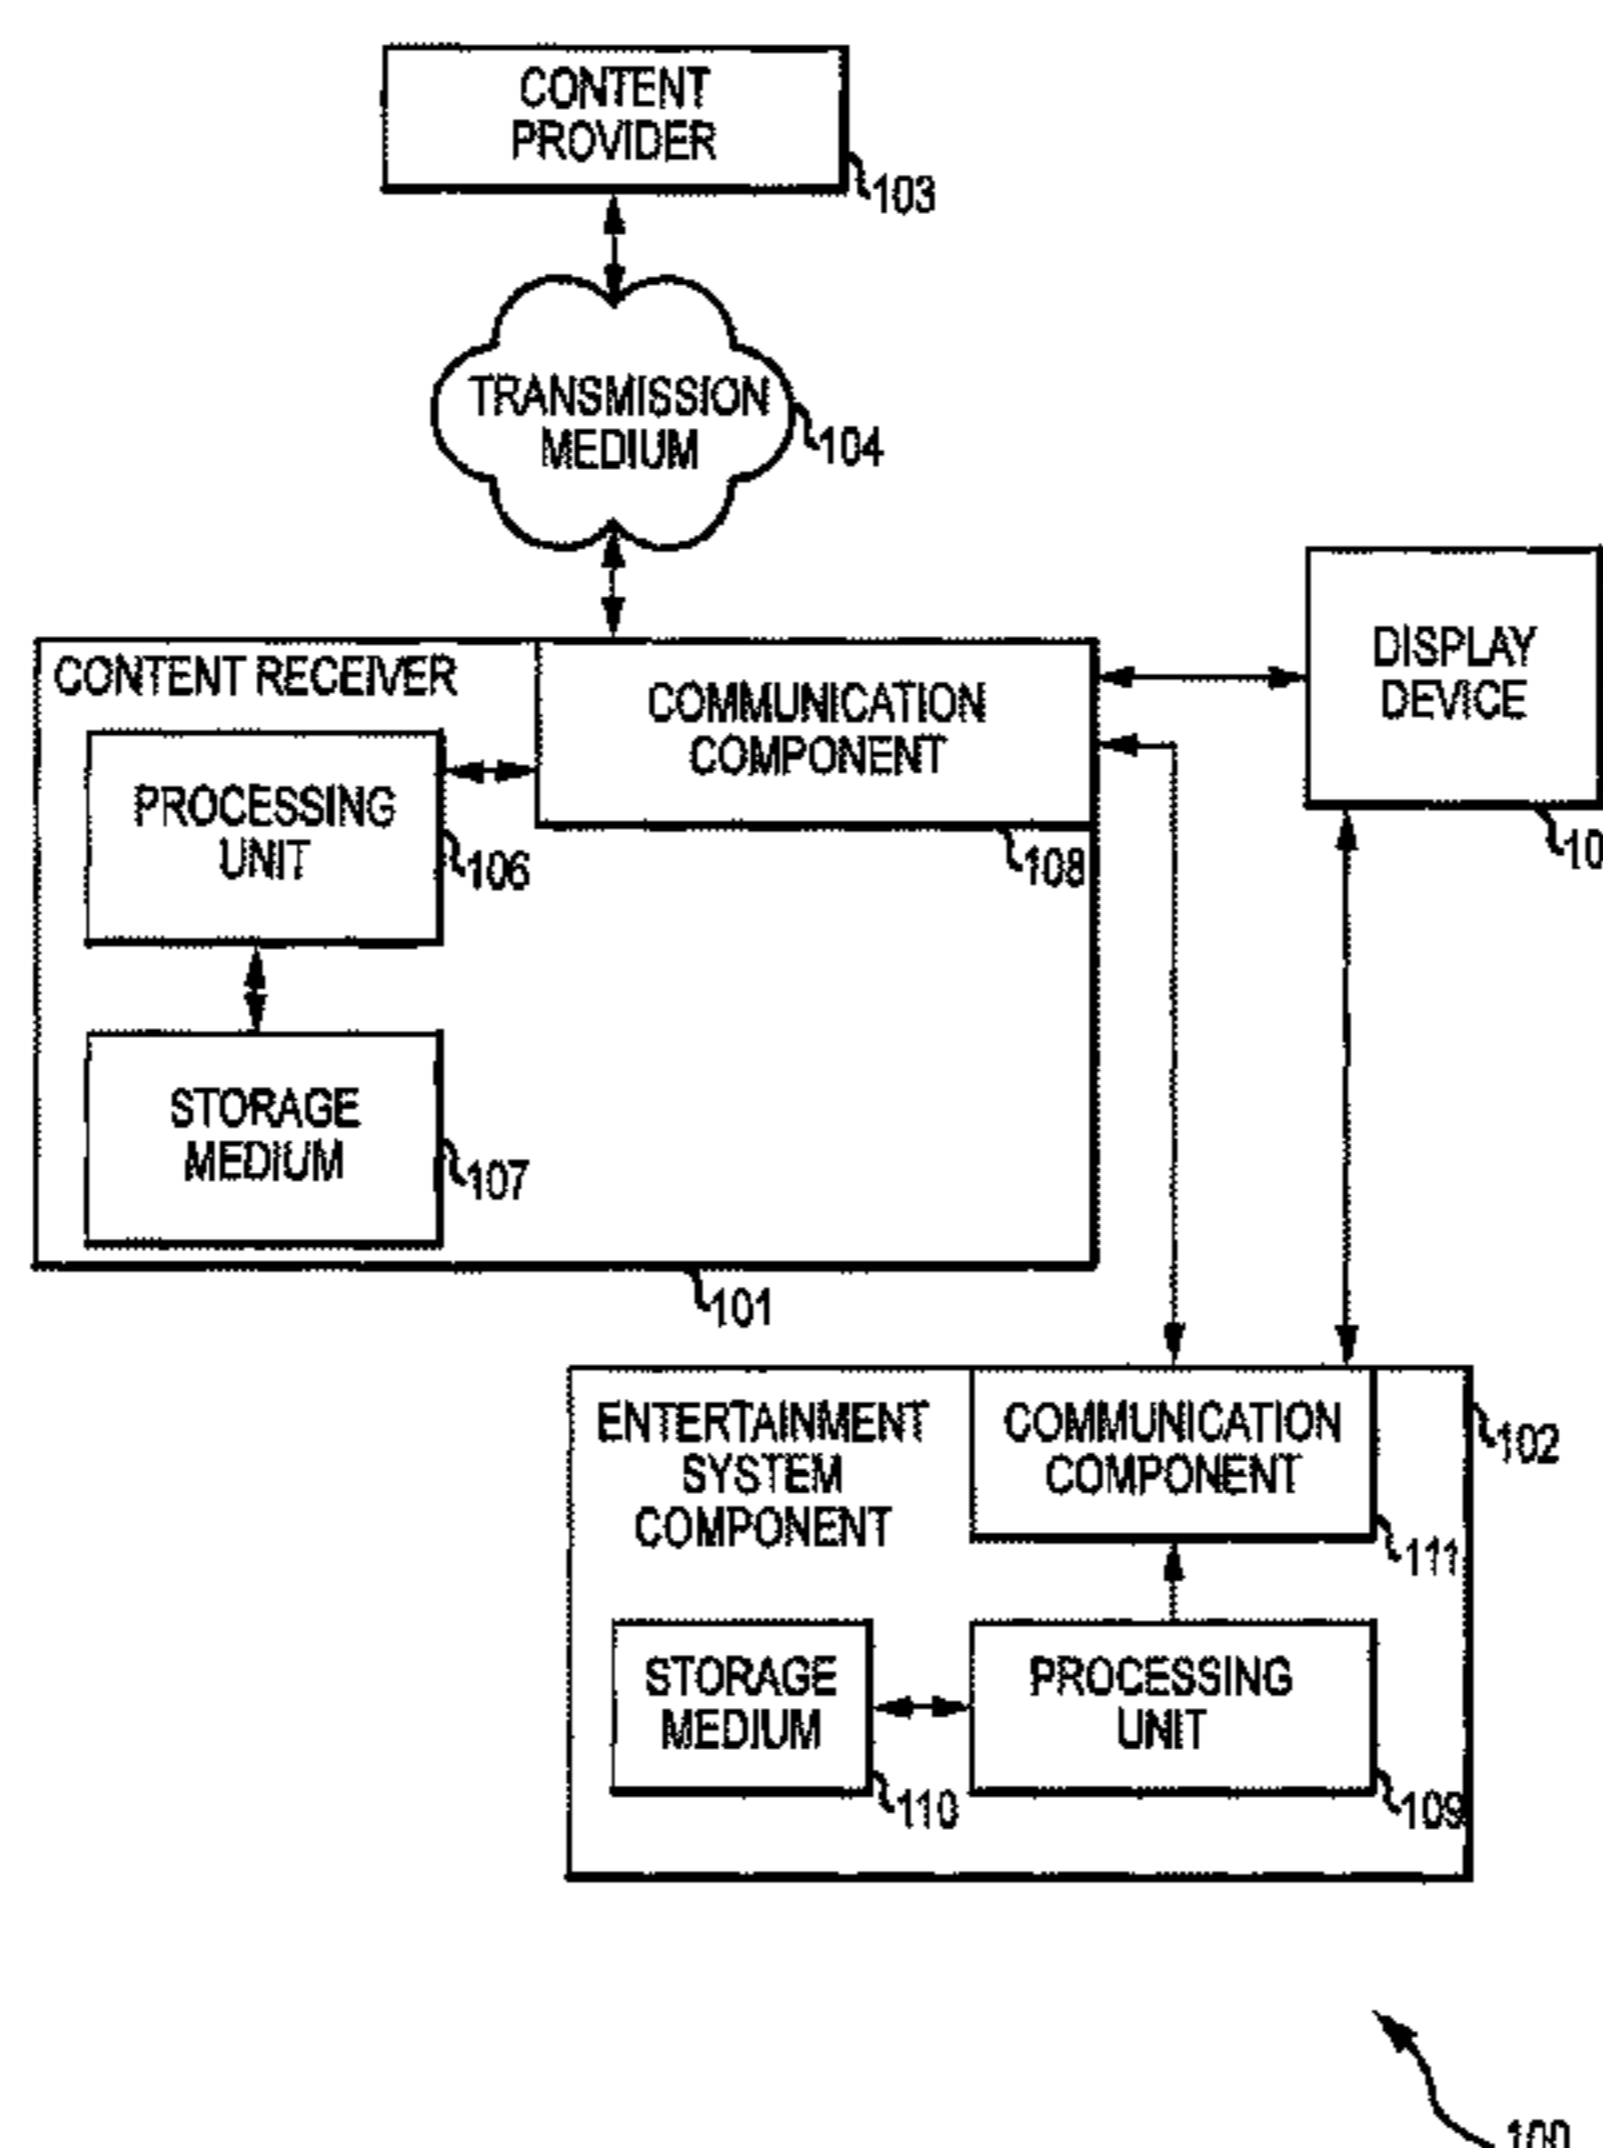 CONTENT
PROVIDER
103
TRANSMISSION
MEDIUM
104
DISPLAY
DEVICE
10
CONTENT RECEIVER
COMMUNICATION
COMPONENT
108
PROCESSING
UNIT
106
STORAGE
MEDIUM
107
101
ENTERTAINMENT
SYSTEM
COMPONENT
COMMUNICATION
COMPONENT
102
111
STORAGE
MEDIUM
110
PROCESSING
UNIT
109
100